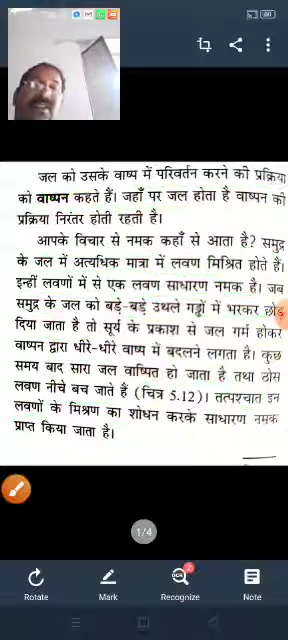 जल को उसके वाष्प में परिवर्तन करने की प्रक्रिया
को वाष्पन कहते हैं। जहाँ पर जल होता है वाष्पन की
प्रक्रिया निरंतर होती रहती है।
आपके विचार से नमक कहाँ से आता है? समुद्र
के जल में अत्यधिक मात्रा में लवण मिश्रित होते हैं।
इन्हीं लवणों में से एक लवण साधारण नमक है। जब
समुद्र के जल को बड़े-बड़े उथले गड्ढों में भरकर छोड़
दिया जाता है तो सूर्य के प्रकाश से जल गर्म होकर
वाष्पन द्वारा धीरे-धीरे वाष्प में बदलने लगता है। कुछ
समय बाद सारा जल वाष्पित हो जाता है तथा ठोस
लवण नीचे बच जाते हैं (चित्र 5.12)। तत्पश्चात इन
लवणों के मिश्रण का शोधन करके साधारण नमक
प्राप्त किया जाता है।
1/4
OCR
2
Rotate Mark Recognize Note